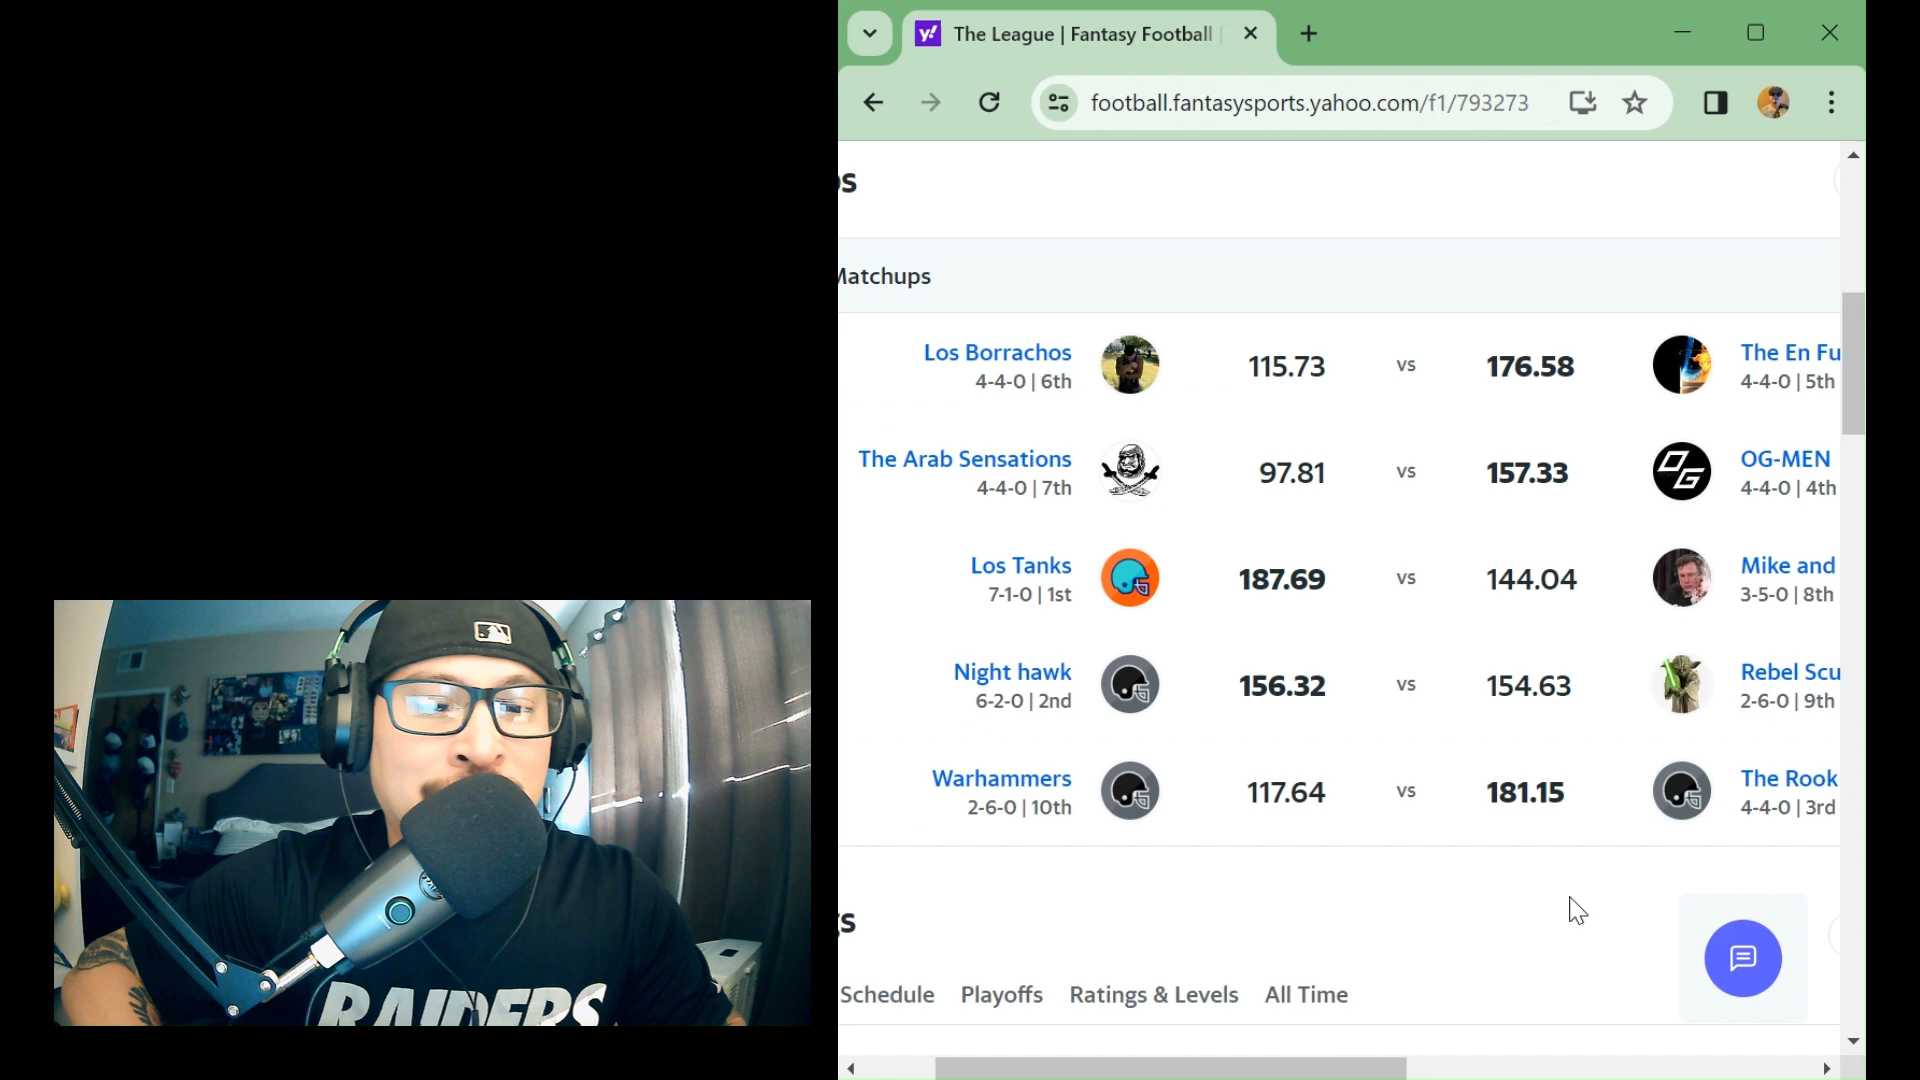 The League | Fantasy Football
football.fantasysports.yahoo.com/f1/793273
Matchups
Los Borrachos
4-4-0 | 6th
115.73
vs
176.58
The En Fu
4-4-0 | 5th
The Arab Sensations
4-4-0 | 7th
97.81
vs
157.33
OG
OG-MEN
4-4-0 | 4th
Los Tanks
7-1-0 | 1st
187.69
vs
144.04
Mike and
3-5-0 | 8th
Night hawk
6-2-0 | 2nd
156.32
vs
154.63
Rebel Scu
2-6-0 | 9th
Warhammers
2-6-0 | 10th
117.64
vs
181.15
The Rook
4-4-0 | 3rd
Schedule Playoffs Ratings & Levels All Time
RAIDERS